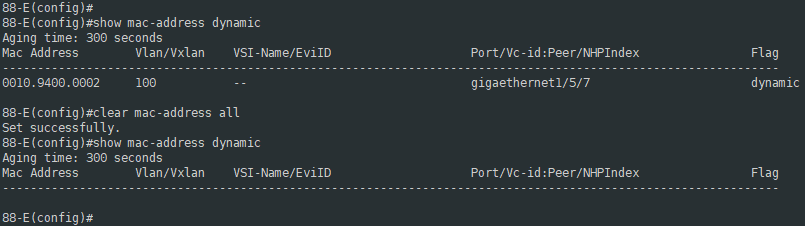 88-E(config)#
88-E(config)#show mac-address dynamic
Aging time: 300 seconds
Mac Address Vlan/Vxlan VSI-Name/EviID Port/Vc-id:Peer/NHPIndex Flag
---------------------------------------------------------------------------------------------------------------
0010.9400.0002 100 -- gigaethernet1/5/7 dynamic
88-E(config)#clear mac-address all
Set successfully.
88-E(config)#show mac-address dynamic
Aging time: 300 seconds
Mac Address Vlan/Vxlan VSI-Name/EviID Port/Vc-id:Peer/NHPIndex Flag
---------------------------------------------------------------------------------------------------------------
88-E(config)#